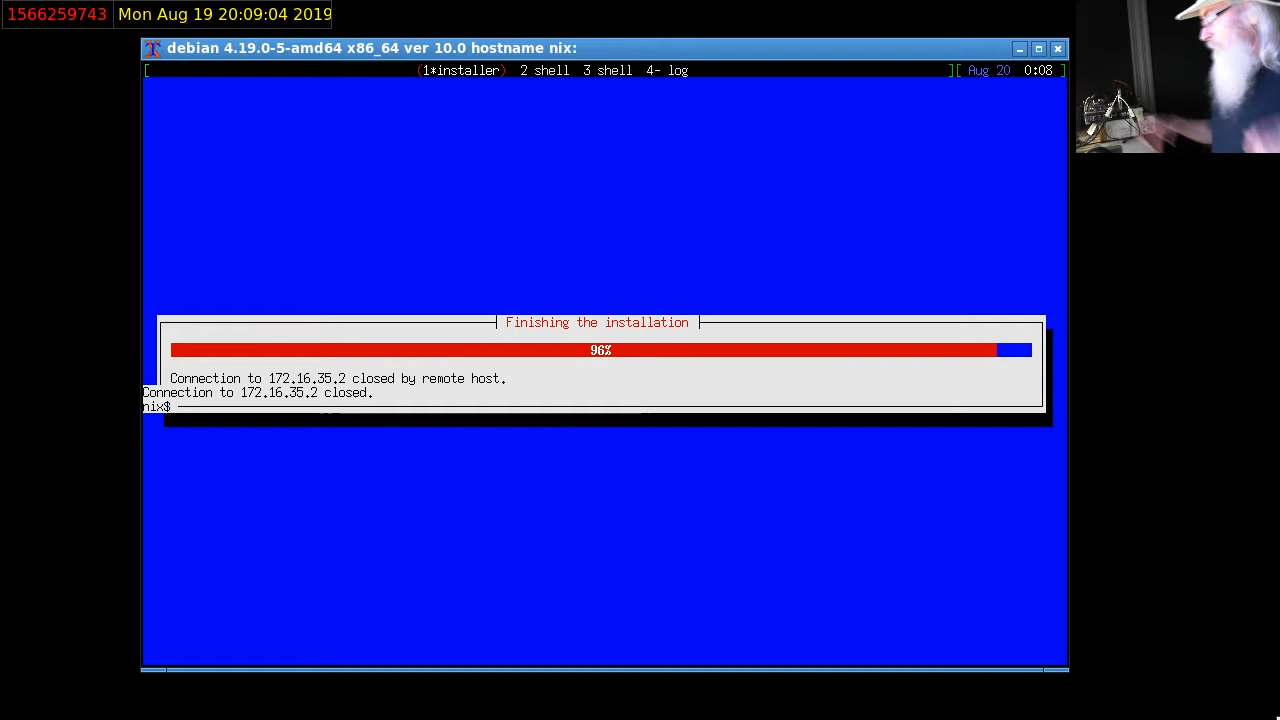 1566259743 Mon Aug 19 20:09:04 2019
debian 4.19.0-5-amd64 x86_64 ver 10.0 hostname nix:
[ (1*installer) 2 shell 3 shell 4- log ][ Aug 20 0:08 ]
Finishing the installation
96%
Connection to 172.16.35.2 closed by remote host.
Connection to 172.16.35.2 closed.
nix$